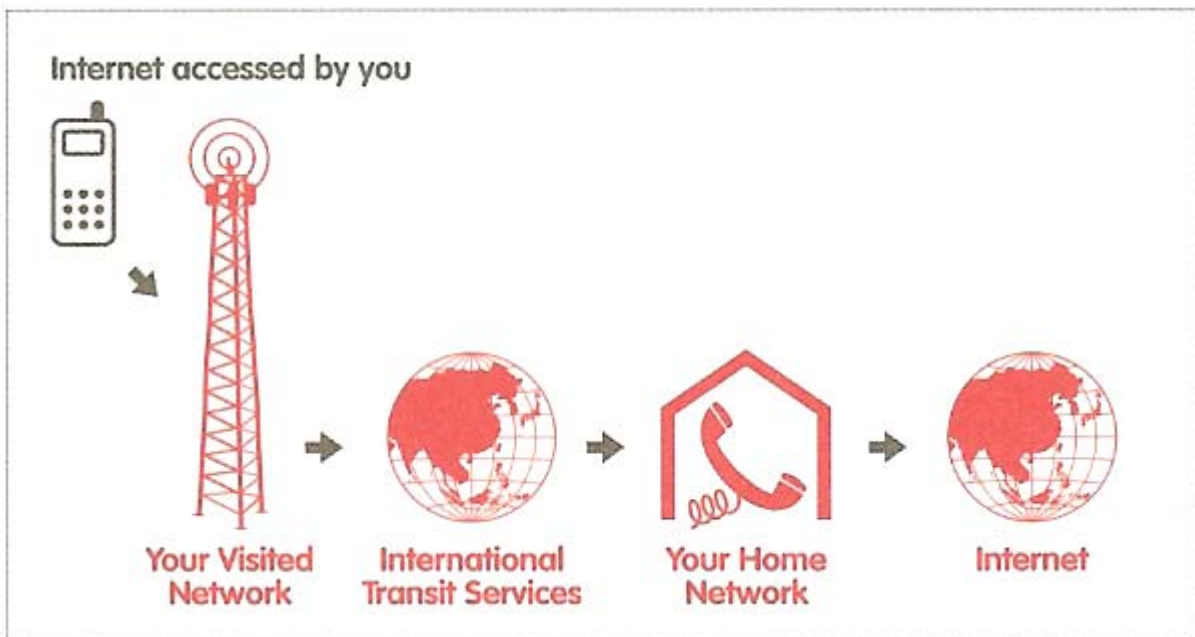 Internet accessed by you
Your Visited
Network
International
Transit Services
Your Home
Network
Internet